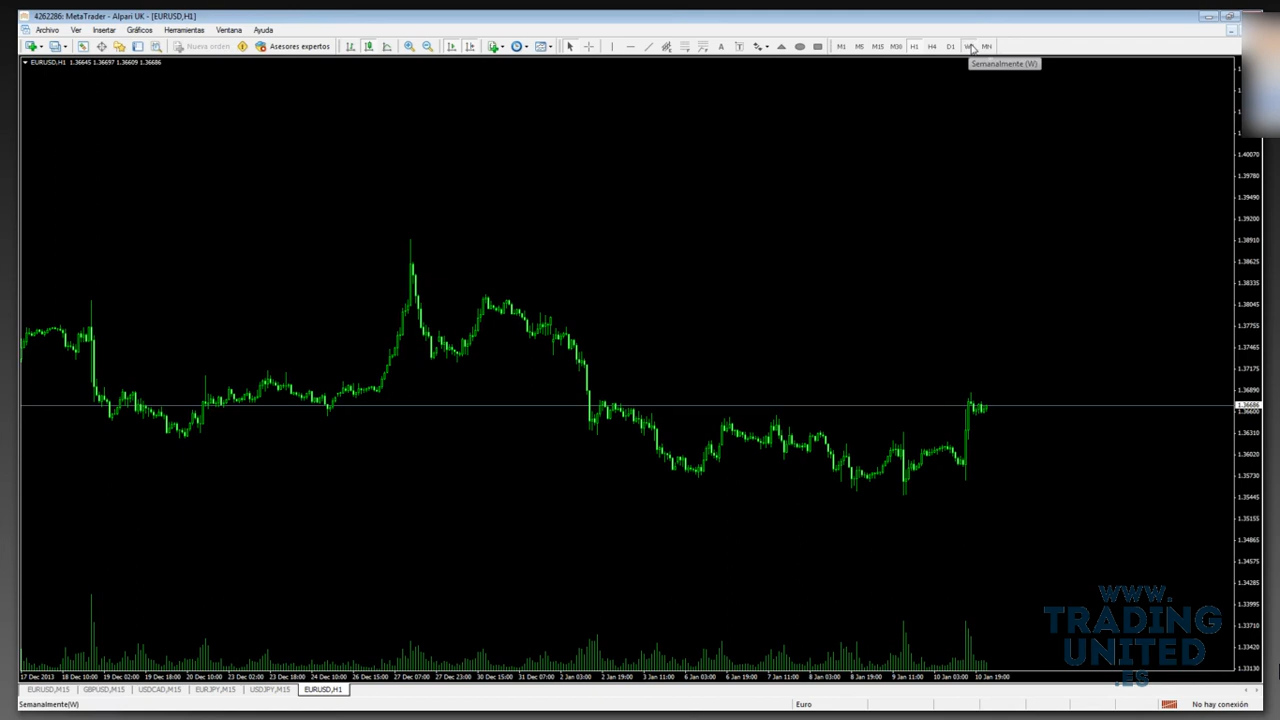 4262286: MetaTrader - Alpari UK - [EURUSD,H1]
Archivo Ver Insertar Gráficos Herramientas Ventana Ayuda
Nueva orden Asesores expertos A T M1 M5 M15 M30 H1 H4 D1 W1 MN
Semanalmente (W)
EURUSD,H1 1.36645 1.36697 1.36609 1.36686
1.40070
1.39780
1.39490
1.39200
1.38910
1.38625
1.38335
1.38045
1.37755
1.37465
1.37175
1.36890
1.36686
1.36600
1.36310
1.36020
1.35730
1.35445
1.35155
1.34865
1.34575
1.34285
1.33995
1.33710
1.33420
1.33130
WWW.
TRADING
UNITED
.ES
17 Dec 2013 18 Dec 10:00 19 Dec 02:00 19 Dec 18:00 20 Dec 10:00 23 Dec 02:00 23 Dec 18:00 24 Dec 10:00 26 Dec 15:00 27 Dec 07:00 27 Dec 23:00 30 Dec 15:00 31 Dec 07:00 2 Jan 03:00 2 Jan 19:00 3 Jan 11:00 6 Jan 03:00 6 Jan 19:00 7 Jan 11:00 8 Jan 03:00 8 Jan 19:00 9 Jan 11:00 10 Jan 03:00 10 Jan 19:00
EURUSD,M15 GBPUSD,M15 USDCAD,M15 EURJPY,M15 USDJPY,M15 EURUSD,H1
Semanalmente(W) Euro No hay conexión